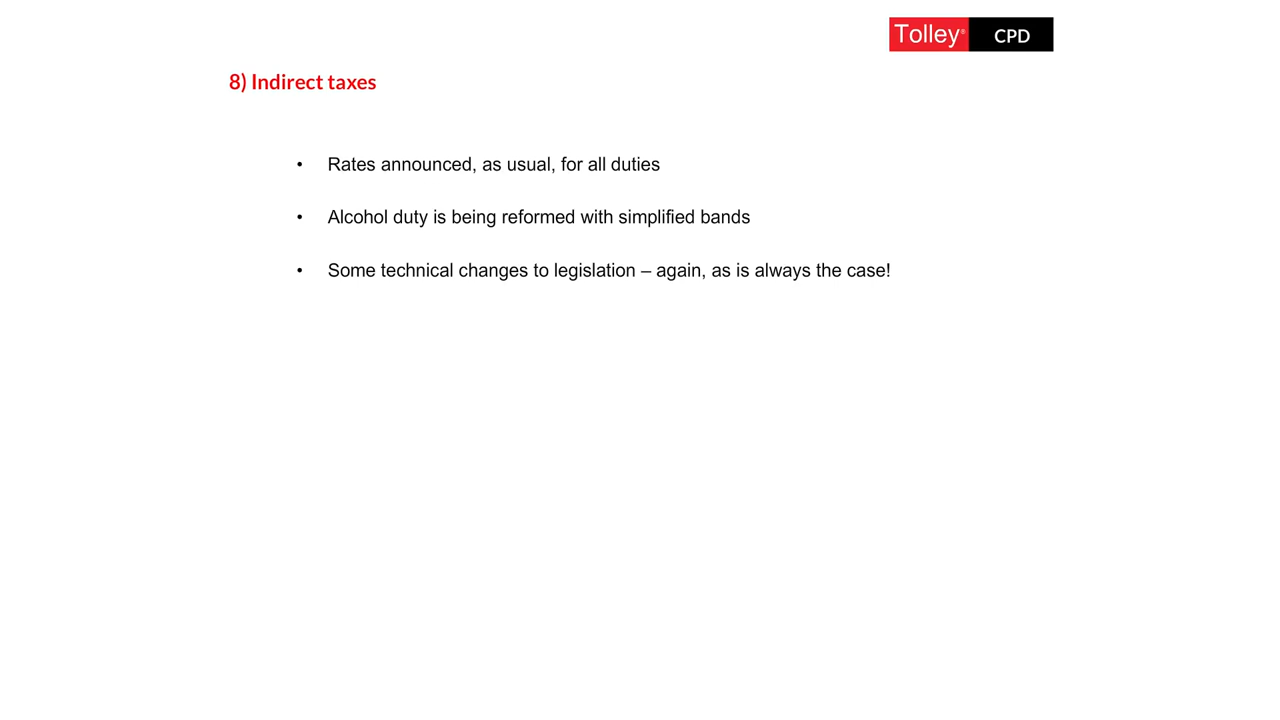 Tolley® CPD
8) Indirect taxes
• Rates announced, as usual, for all duties
• Alcohol duty is being reformed with simplified bands
• Some technical changes to legislation – again, as is always the case!